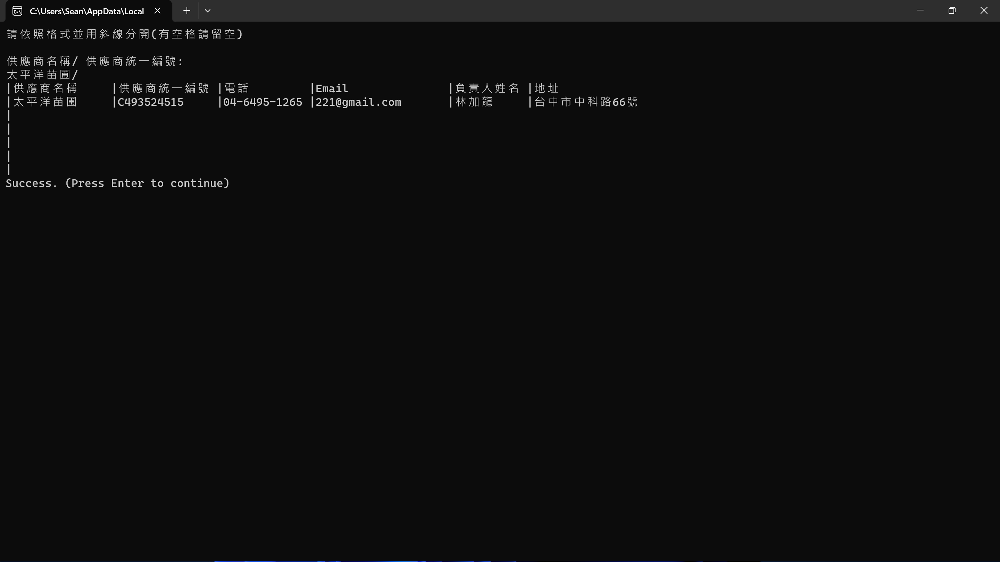 C:\Users\Sean\AppData\Local
請依照格式並用斜線分開(有空格請留空)
供應商名稱/ 供應商統一編號:
太平洋苗圃/
|供應商名稱 |供應商統一編號 |電話 |Email |負責人姓名 |地址
|太平洋苗圃 |C493524515 |04-6495-1265 |221@gmail.com |林加龍 |台中市中科路66號
|
|
|
|
|
Success. (Press Enter to continue)